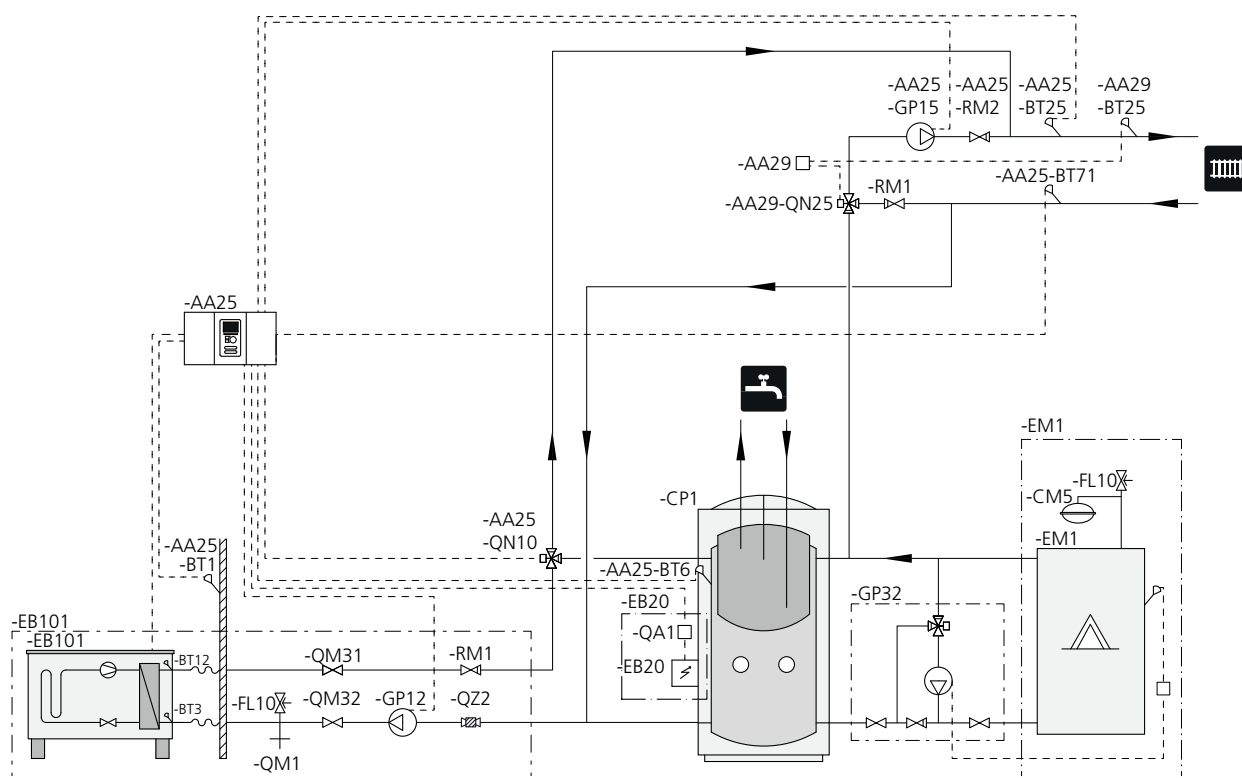 -AA25
-GP15
-AA25
-RM2
-AA25
-BT25
-AA29
-BT25
-AA29
-AA25-BT71
-RM1
-AA29-QN25
-AA25
-EM1
-FL10
-CM5
-CP1
-AA25
-QN10
-AA25
-BT1
-EM1
-AA25-BT6
-GP32
-EB20
-EB101
-QA1
-EB101
-BT12
-QM31
-RM1
-EB20
-BT3
-FL10
-QM32
-GP12
-QZ2
-QM1